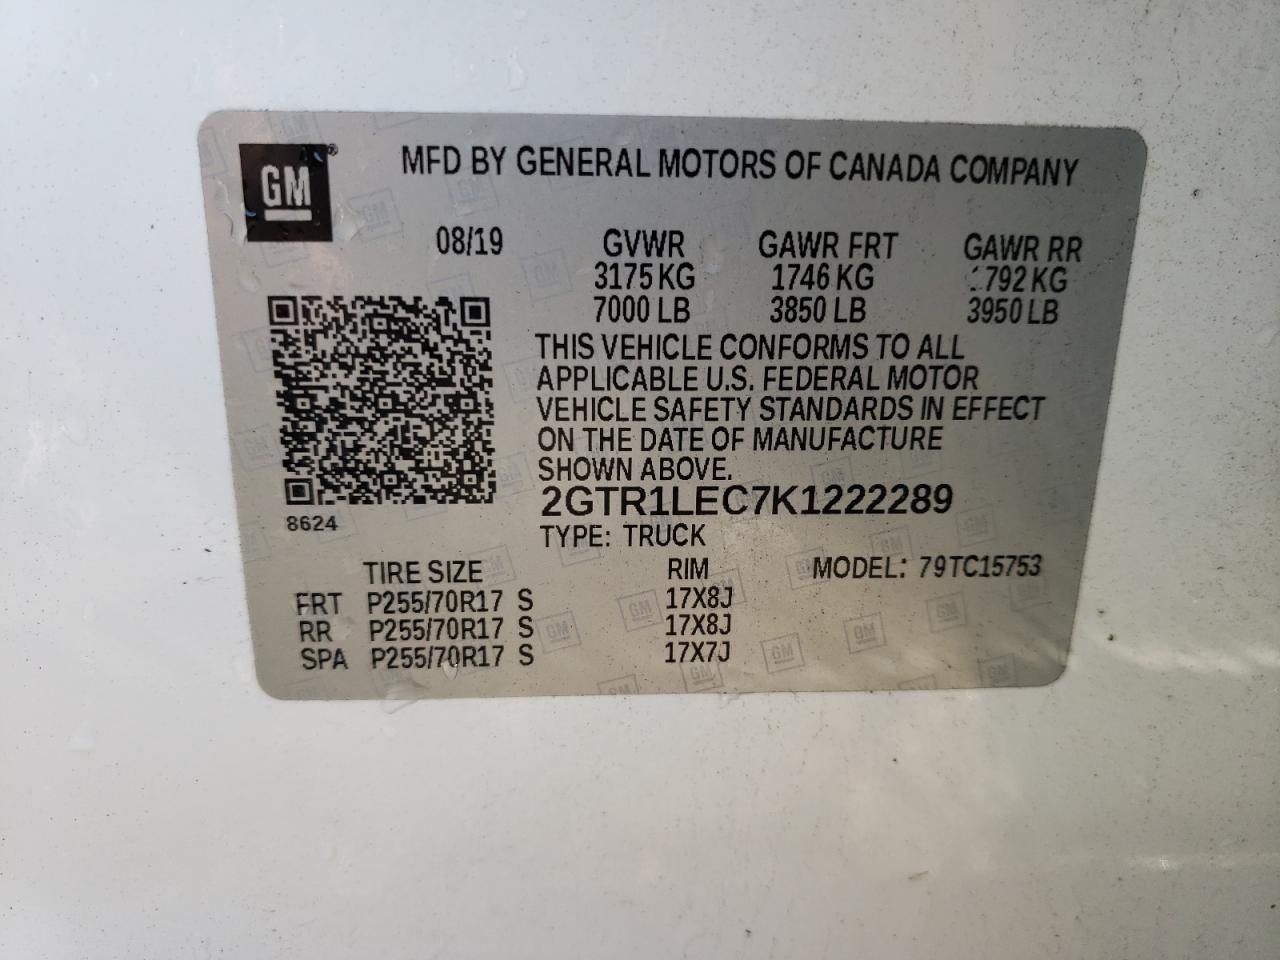 GM®
MFD BY GENERAL MOTORS OF CANADA COMPANY
08/19 GVWR GAWR FRT GAWR RR
3175 KG 1746 KG 792 KG
7000 LB 3850 LB 3950 LB
THIS VEHICLE CONFORMS TO ALL
APPLICABLE U.S. FEDERAL MOTOR
VEHICLE SAFETY STANDARDS IN EFFECT
ON THE DATE OF MANUFACTURE
SHOWN ABOVE.
2GTR1LEC7K1222289
8624
TYPE: TRUCK
TIRE SIZE RIM MODEL: 79TC15753
FRT P255/70R17 S 17X8J
RR P255/70R17 S 17X8J
SPA P255/70R17 S 17X7J